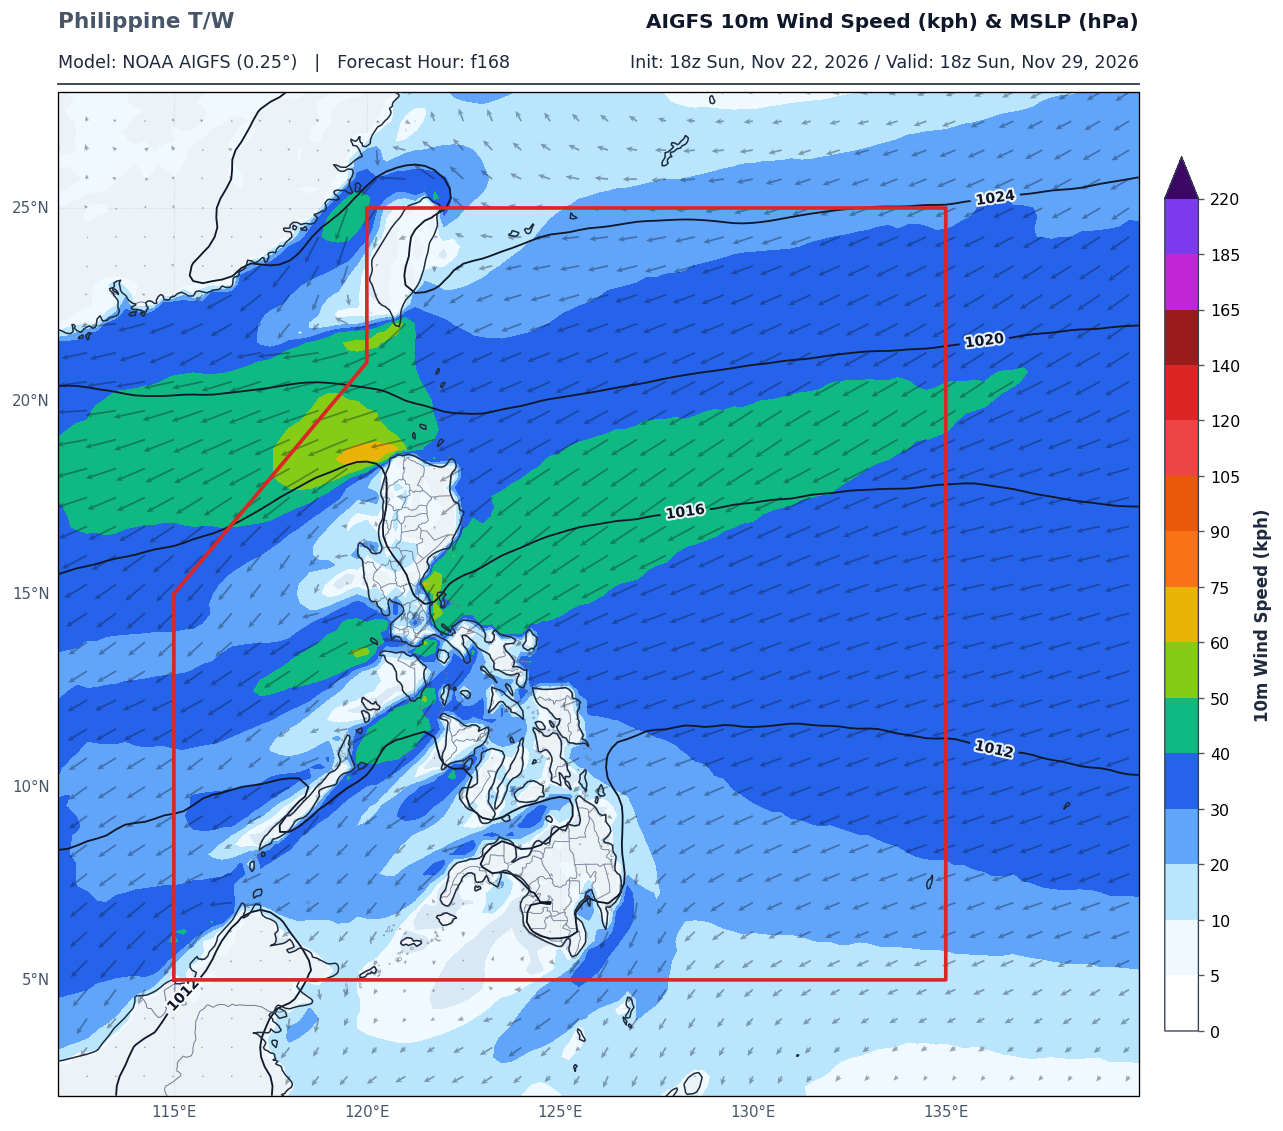 Philippine T/W
AIGFS 10m Wind Speed (kph) & MSLP (hPa)
Model: NOAA AIGFS (0.25°) | Forecast Hour: f168
Init: 18z Sun, Nov 22, 2026 / Valid: 18z Sun, Nov 29, 2026
25°N
20°N
15°N
10°N
5°N
115°E
120°E
125°E
130°E
135°E
1024
1020
1016
1012
1012
220
185
165
140
120
105
90
75
60
50
40
30
20
10
5
0
10m Wind Speed (kph)